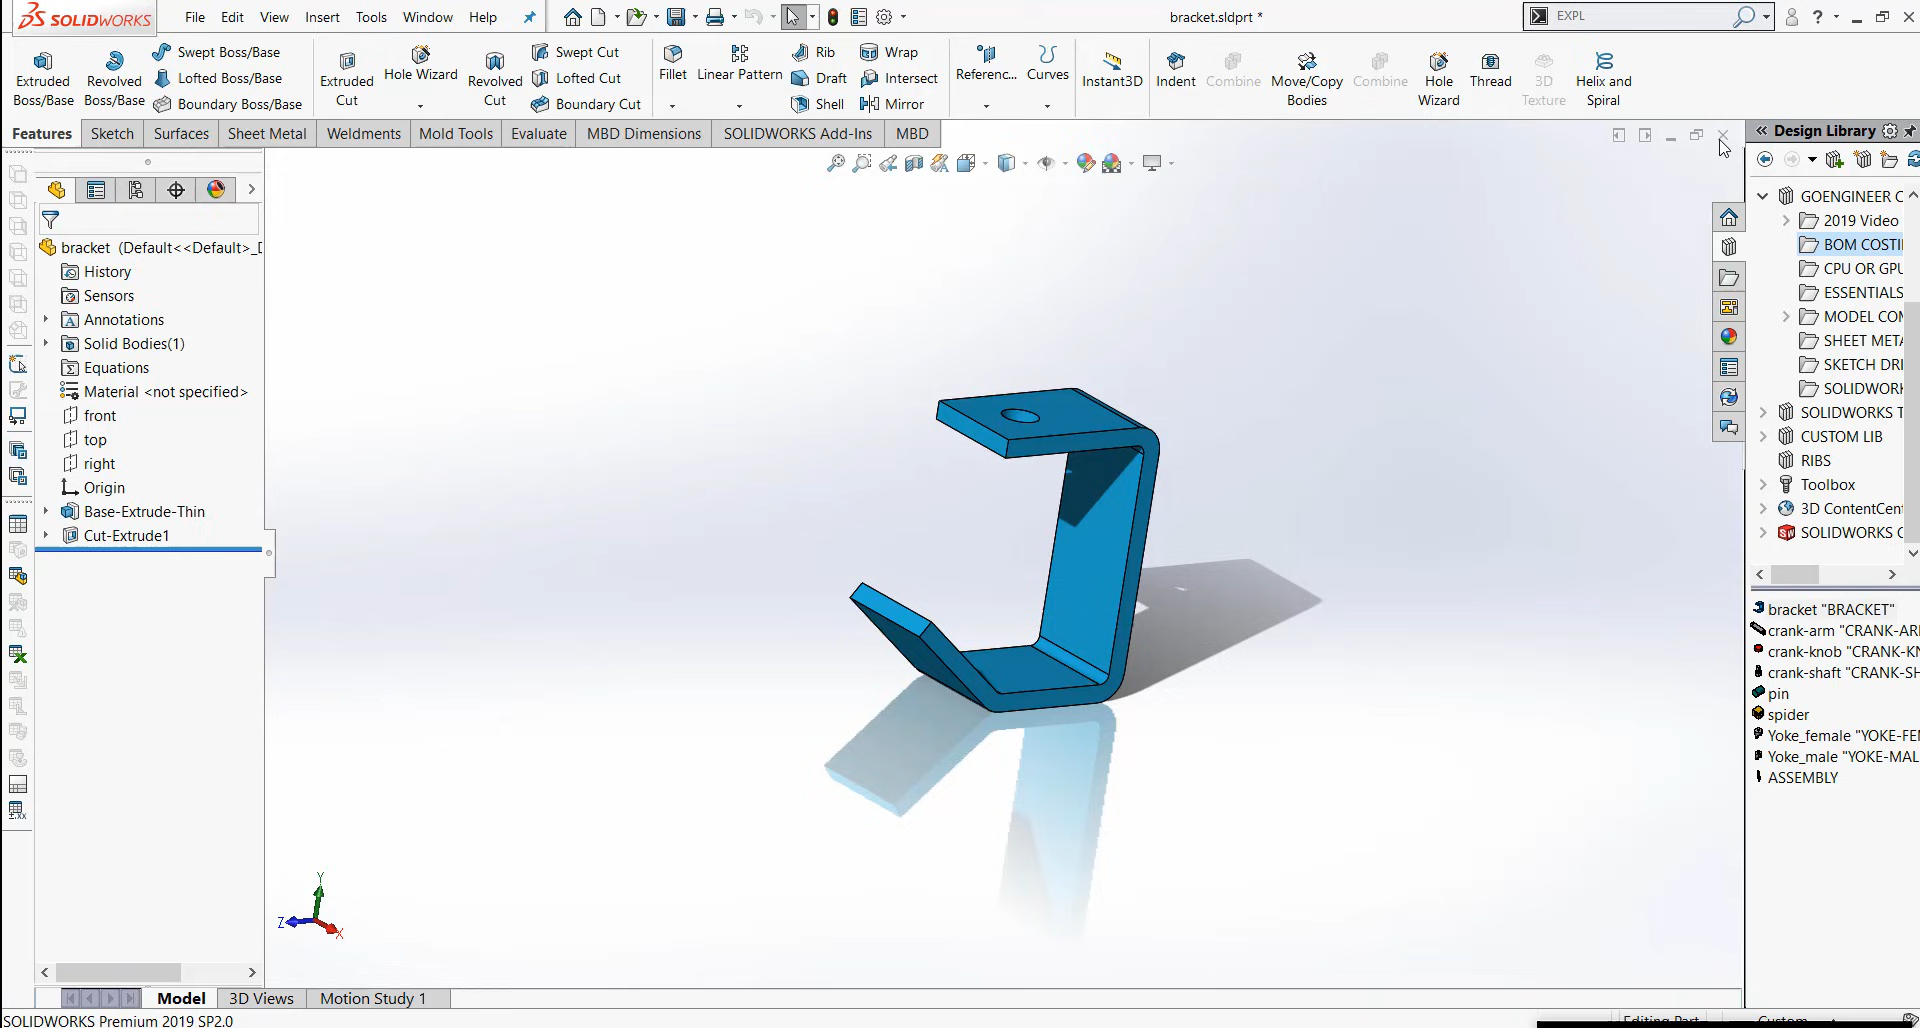 SOLIDWORKS File Edit View Insert Tools Window Help bracket.sldprt * EXPL ?
Extruded Boss/Base
Revolved Boss/Base
Swept Boss/Base
Lofted Boss/Base
Boundary Boss/Base
Extruded Cut
Hole Wizard
Revolved Cut
Swept Cut
Lofted Cut
Boundary Cut
Fillet
Linear Pattern
Rib
Draft
Shell
Wrap
Intersect
Mirror
Referenc...
Curves
Instant3D
Indent
Combine
Move/Copy Bodies
Combine
Hole Wizard
Thread
3D Texture
Helix and Spiral
Features Sketch Surfaces Sheet Metal Weldments Mold Tools Evaluate MBD Dimensions SOLIDWORKS Add-Ins MBD
Design Library
bracket (Default<<Default>_D
History
Sensors
Annotations
Solid Bodies(1)
Equations
Material <not specified>
front
top
right
Origin
Base-Extrude-Thin
Cut-Extrude1
GOENGINEER C
2019 Video
BOM COSTI
CPU OR GPU
ESSENTIALS
MODEL COM
SHEET META
SKETCH DRI
SOLIDWORK
SOLIDWORKS T
CUSTOM LIB
RIBS
Toolbox
3D ContentCent
SOLIDWORKS C
bracket "BRACKET"
crank-arm "CRANK-AR
crank-knob "CRANK-KN
crank-shaft "CRANK-SH
pin
spider
Yoke_female "YOKE-FEM
Yoke_male "YOKE-MAL
ASSEMBLY
Y
Z
X
Model 3D Views Motion Study 1
SOLIDWORKS Premium 2019 SP2.0 Editing Part Custom